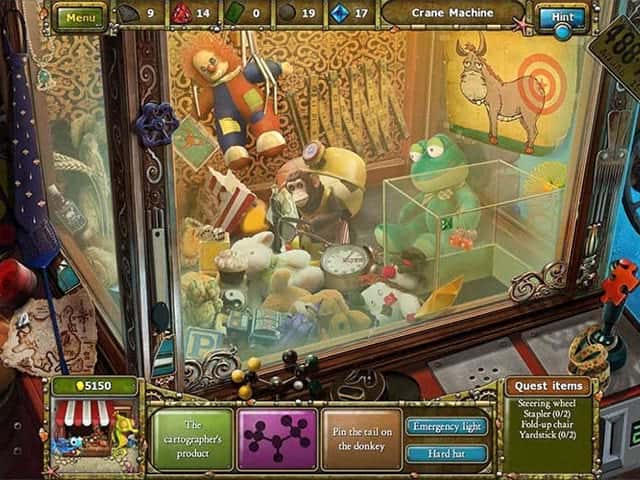 Menu
9
14
0
19
17
Crane Machine
Hint
488
B
5150
Quest items
Steering wheel
Stapler (0/2)
Fold-up chair
Yardstick (0/2)
The
cartographer's
product
Pin the tail on
the donkey
Emergency light
Hard hat